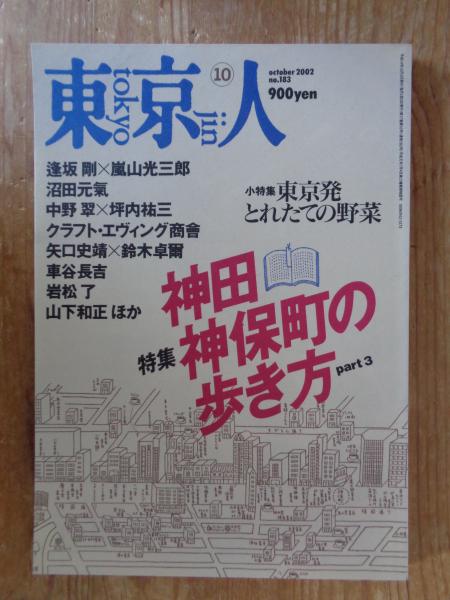 東京人
tokyo jin
10
october 2002
no.183
900yen
逢坂 剛×嵐山光三郎
沼田元氣
中野 翠×坪内祐三
クラフト・エヴィング商會
矢口史靖×鈴木卓爾
車谷長吉
岩松 了
山下和正 ほか
小特集 東京発
とれたての野菜
特集
神田
神保町の
歩き方
part 3